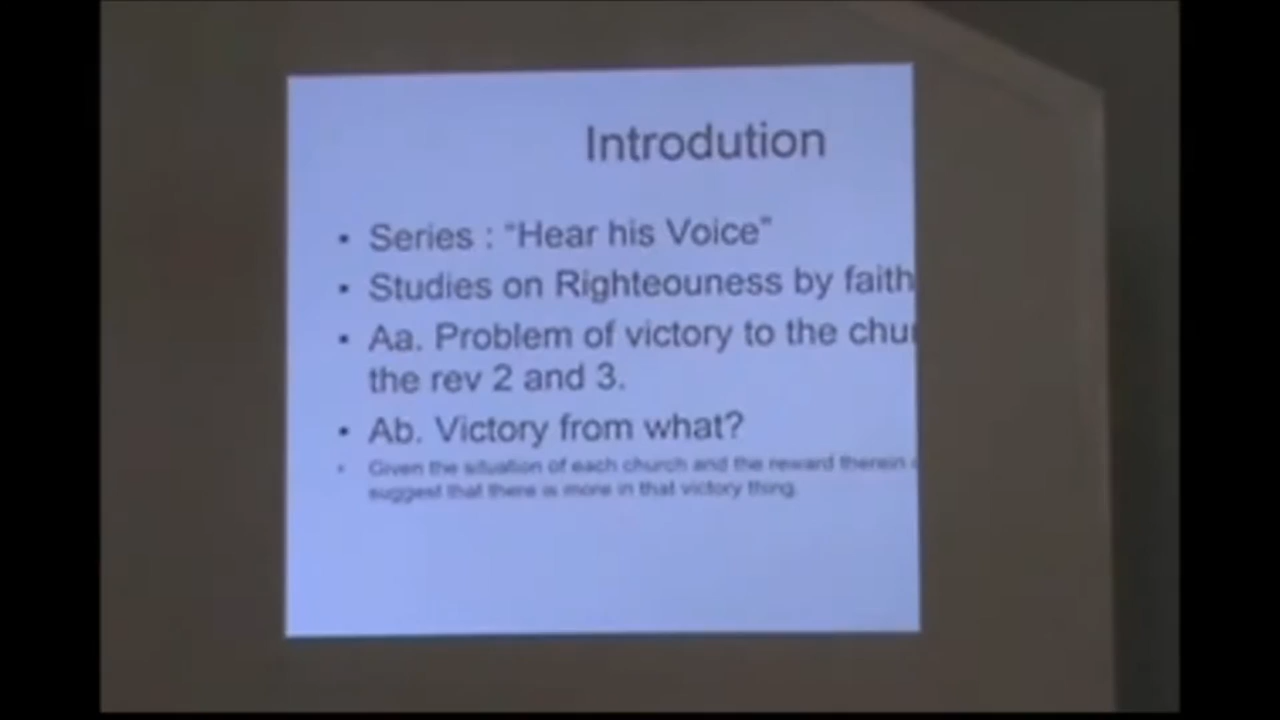 Introdution
• Series : "Hear his Voice"
• Studies on Righteouness by faith
• Aa. Problem of victory to the
the rev 2 and 3.
• Ab. Victory from what?
• Given the situation of each church and the reward therein
suggest that there is more in that victory thing.